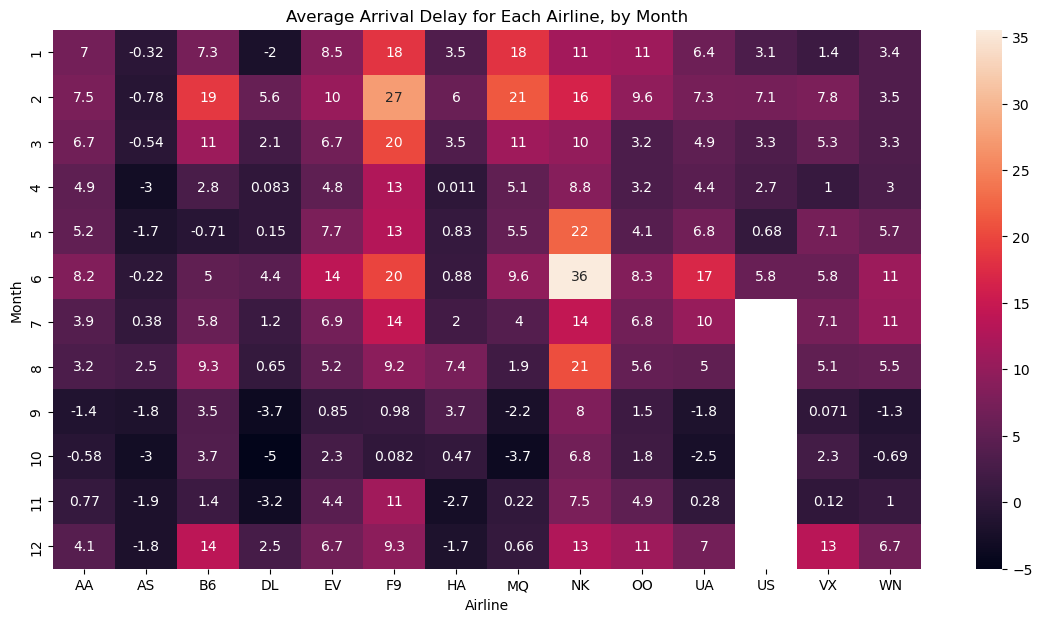 Average Arrival Delay for Each Airline, by Month
1 7 -0.32 7.3 -2 8.5 18 3.5 18 11 11 6.4 3.1 1.4 3.4
2 7.5 -0.78 19 5.6 10 27 6 21 16 9.6 7.3 7.1 7.8 3.5
3 6.7 -0.54 11 2.1 6.7 20 3.5 11 10 3.2 4.9 3.3 5.3 3.3
4 4.9 -3 2.8 0.083 4.8 13 0.011 5.1 8.8 3.2 4.4 2.7 1 3
5 5.2 -1.7 -0.71 0.15 7.7 13 0.83 5.5 22 4.1 6.8 0.68 7.1 5.7
6 8.2 -0.22 5 4.4 14 20 0.88 9.6 36 8.3 17 5.8 5.8 11
7 3.9 0.38 5.8 1.2 6.9 14 2 4 14 6.8 10 7.1 11
8 3.2 2.5 9.3 0.65 5.2 9.2 7.4 1.9 21 5.6 5 5.1 5.5
9 -1.4 -1.8 3.5 -3.7 0.85 0.98 3.7 -2.2 8 1.5 -1.8 0.071 -1.3
10 -0.58 -3 3.7 -5 2.3 0.082 0.47 -3.7 6.8 1.8 -2.5 2.3 -0.69
11 0.77 -1.9 1.4 -3.2 4.4 11 -2.7 0.22 7.5 4.9 0.28 0.12 1
12 4.1 -1.8 14 2.5 6.7 9.3 -1.7 0.66 13 11 7 13 6.7
AA AS B6 DL EV F9 HA MQ NK OO UA US VX WN
Airline
Month
35
30
25
20
15
10
5
0
−5